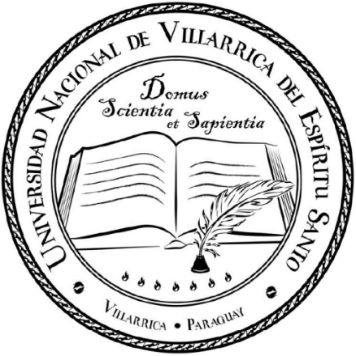 UNIVERSIDAD NACIONAL DE VILLARRICA DEL ESPÍRITU SANTO
Domus
Scientia
et Sapientia
VILLARRICA • PARAGUAY